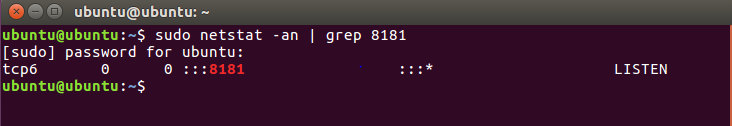 ubuntu@ubuntu: ~
ubuntu@ubuntu:~$ sudo netstat -an | grep 8181
[sudo] password for ubuntu:
tcp6 0 0 :::8181 :::* LISTEN
ubuntu@ubuntu:~$